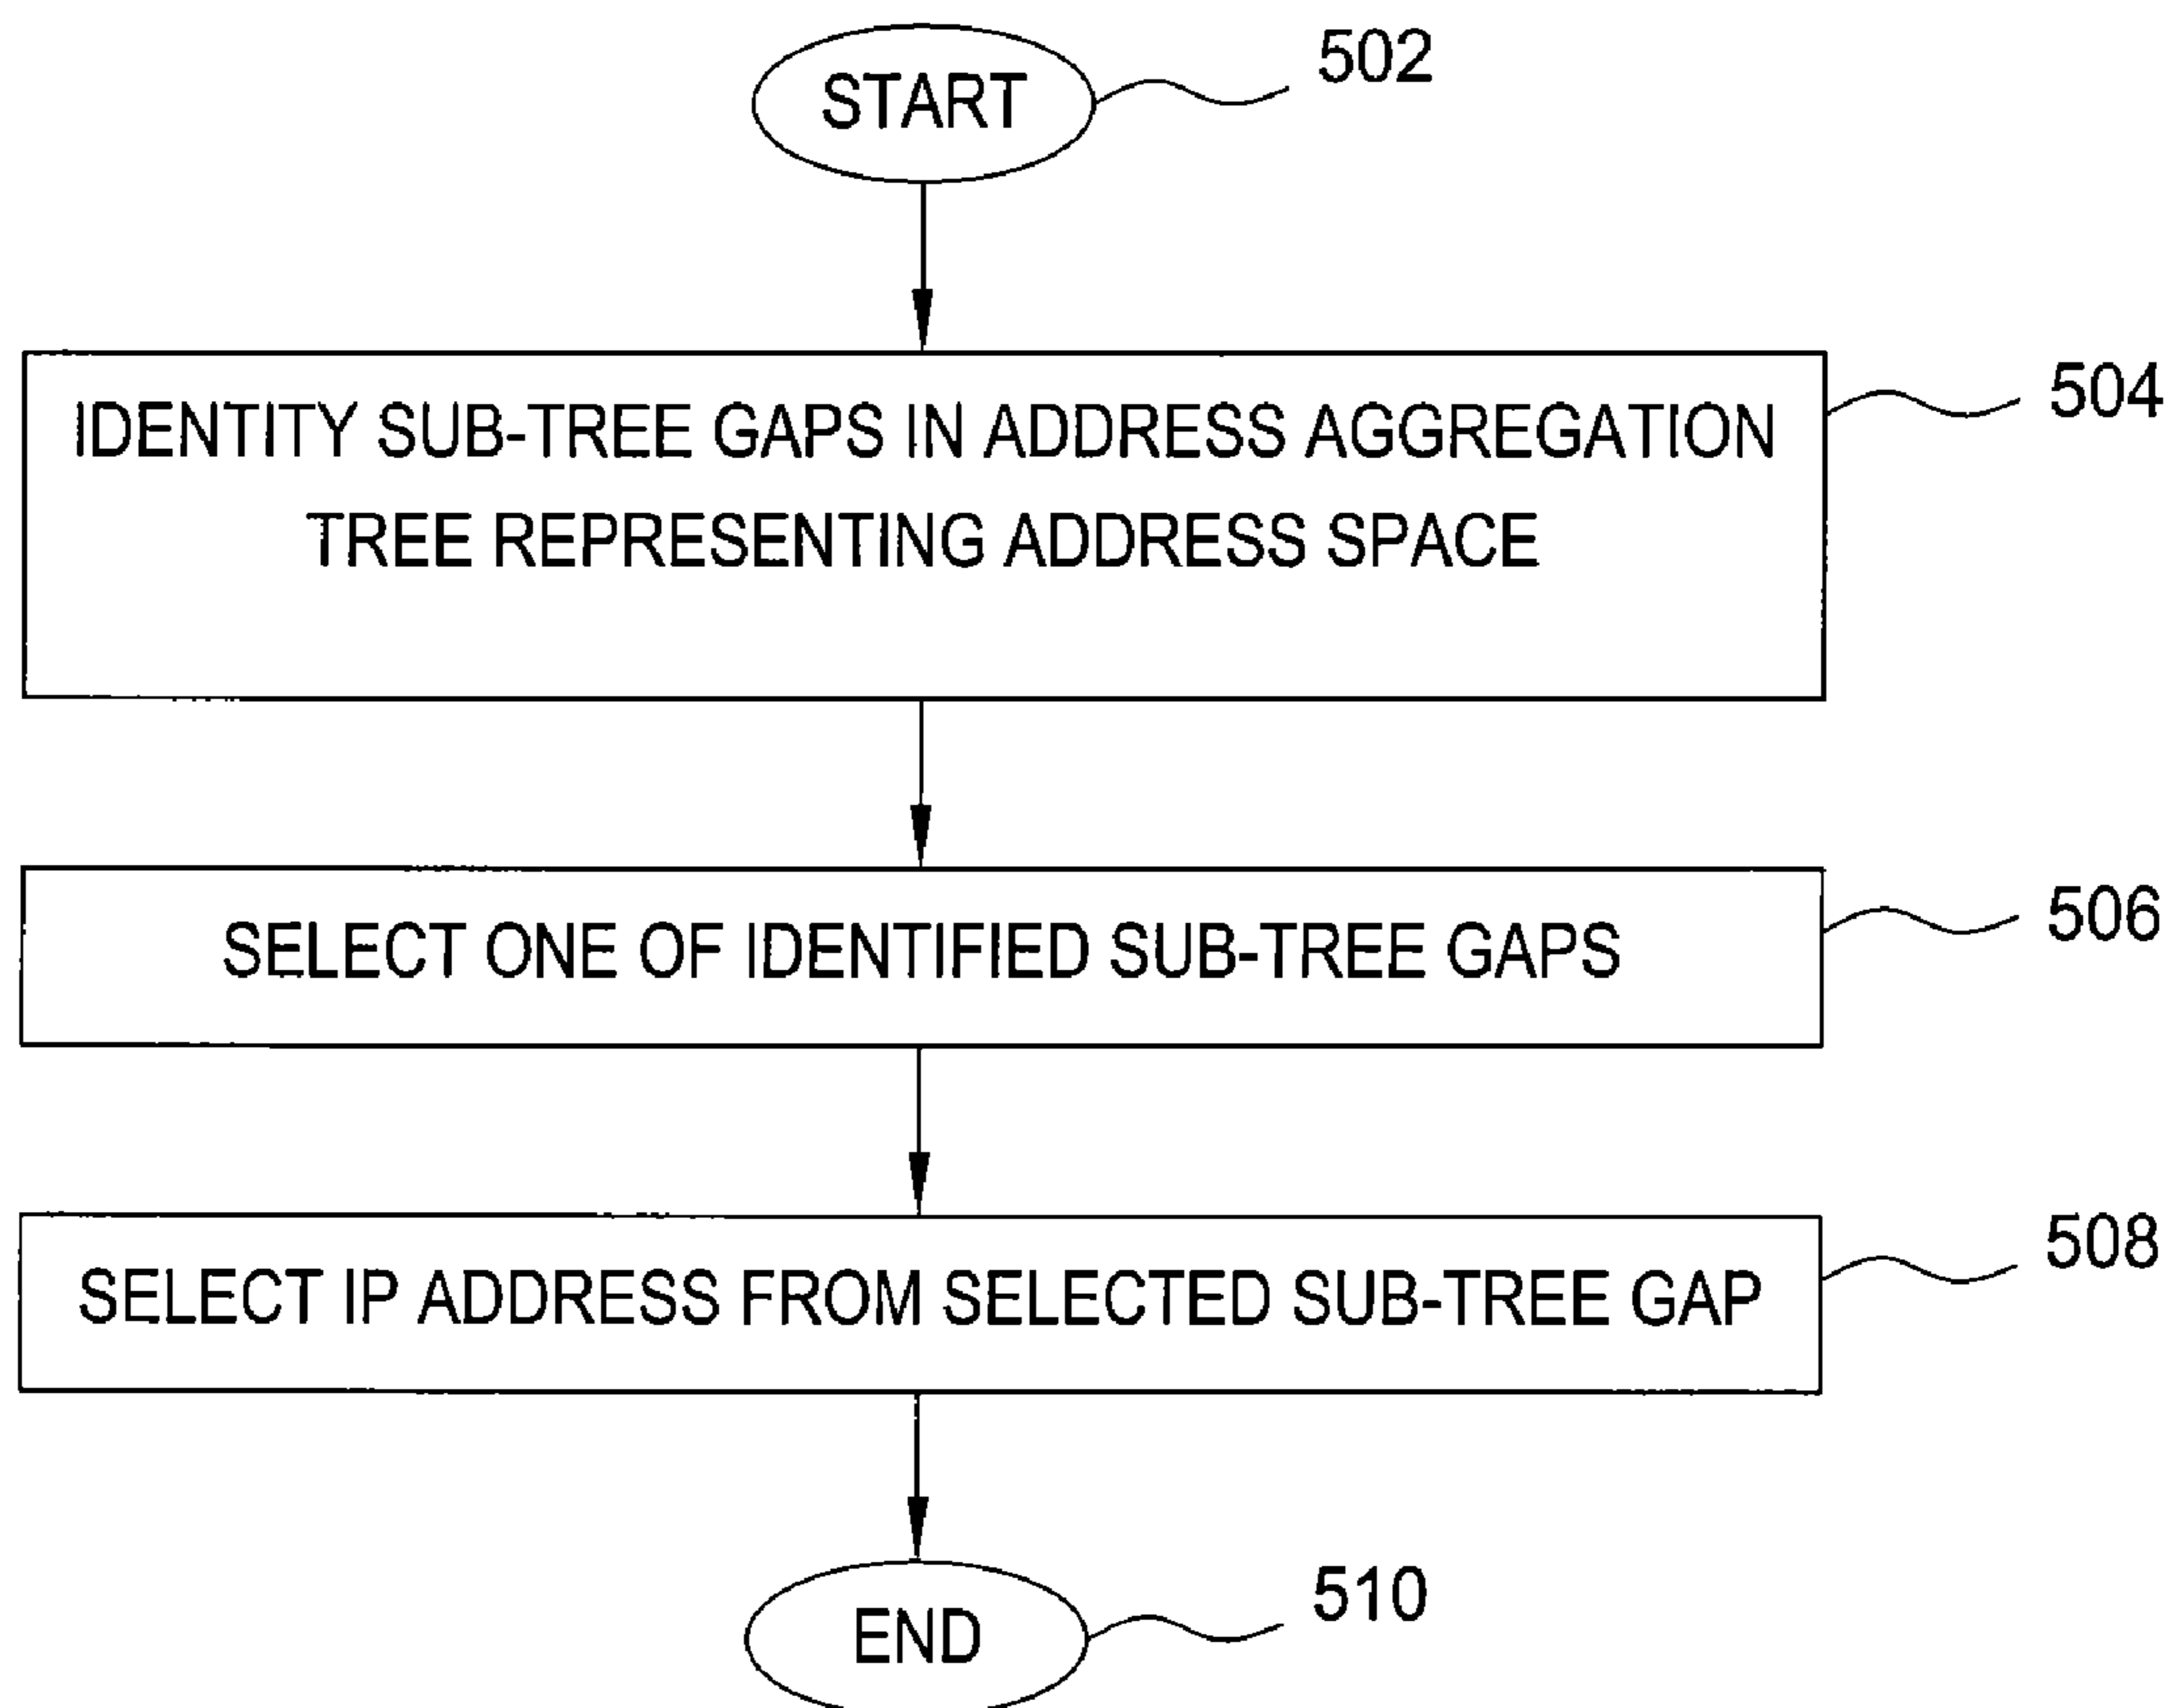 START
502
IDENTITY SUB-TREE GAPS IN ADDRESS AGGREGATION
TREE REPRESENTING ADDRESS SPACE
504
SELECT ONE OF IDENTIFIED SUB-TREE GAPS
506
SELECT IP ADDRESS FROM SELECTED SUB-TREE GAP
508
END
510